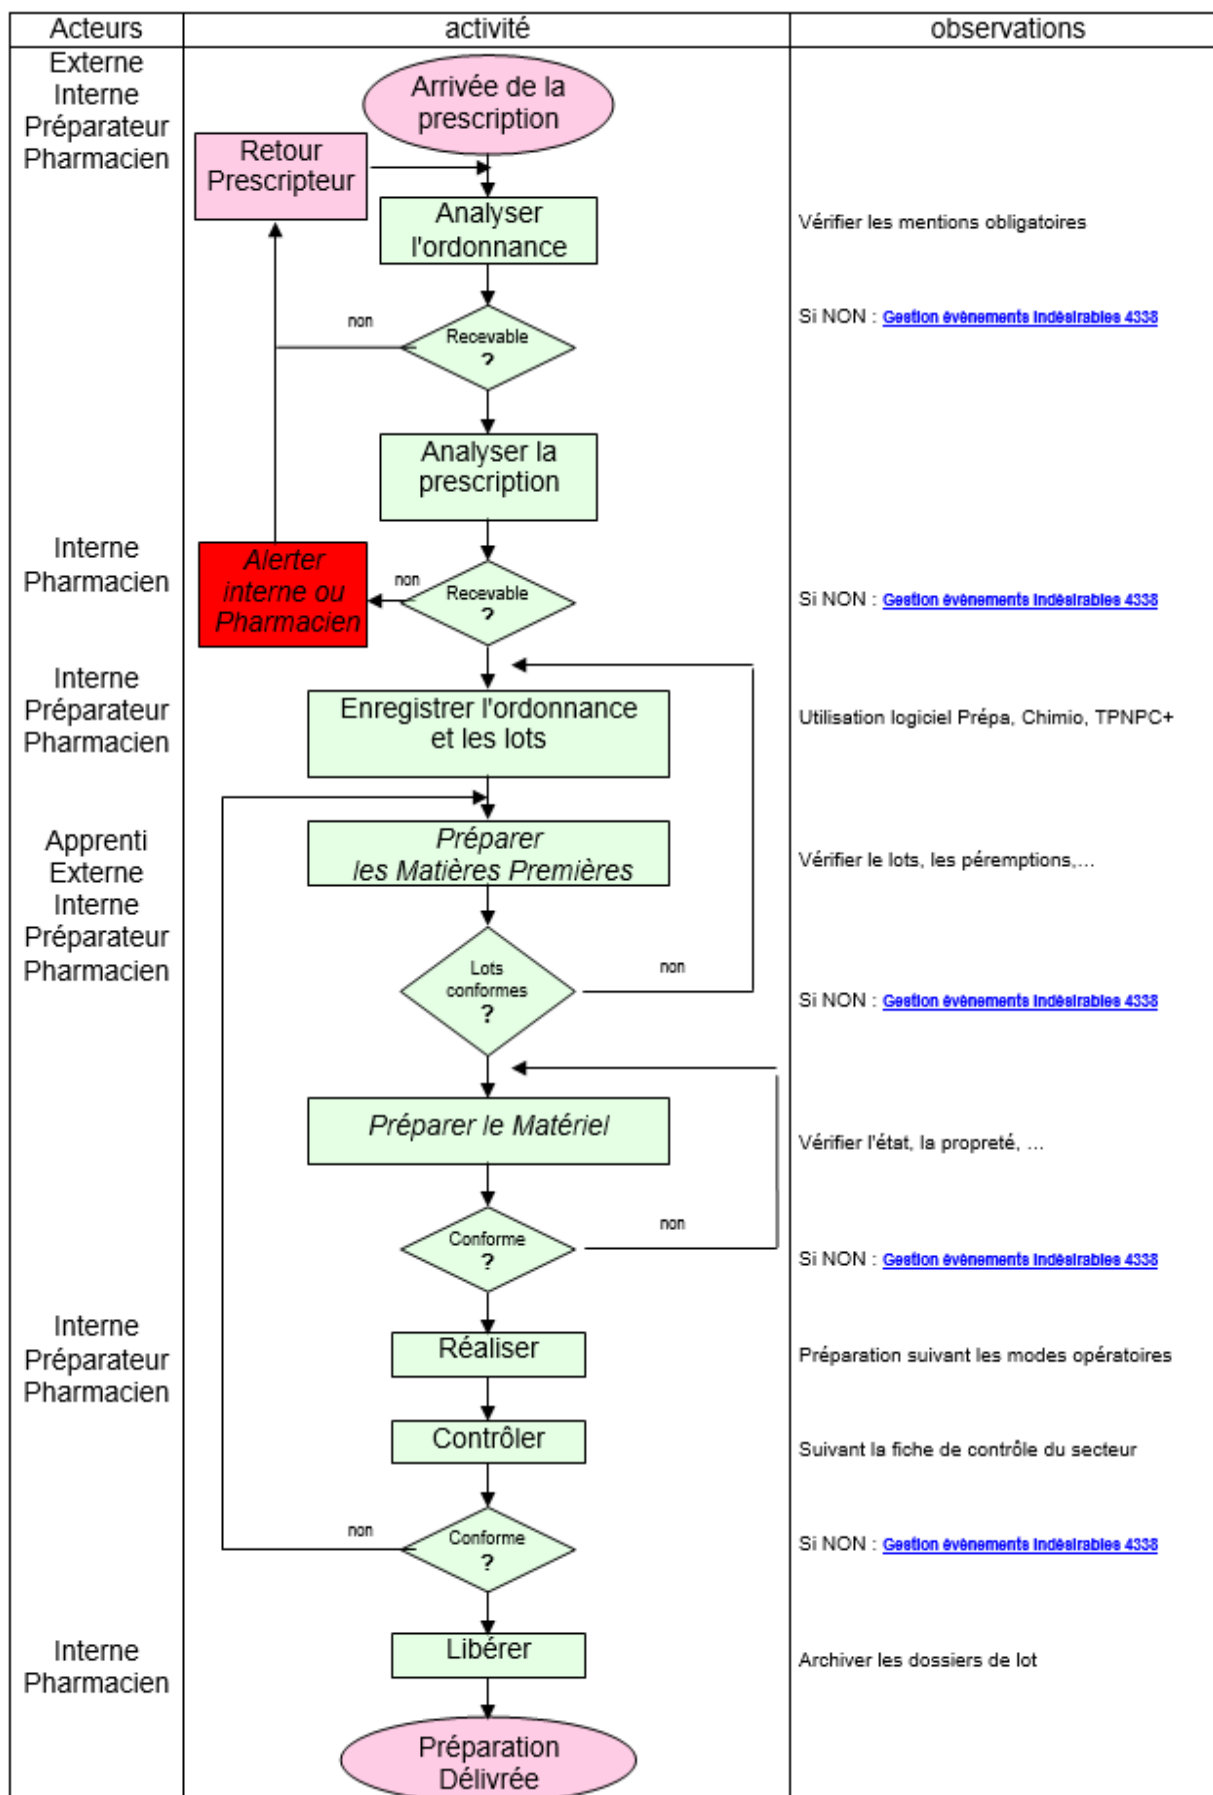 Acteurs
activité
observations
Externe
Interne
Préparateur
Pharmacien
Arrivée de la
prescription
Retour
Prescripteur
Analyser
l'ordonnance
Vérifier les mentions obligatoires
non
Recevable
?
Si NON : Gestion évènements Indésirables 4338
Analyser la
prescription
Interne
Pharmacien
Alerter
interne ou
Pharmacien
non
Recevable
?
Si NON : Gestion évènements Indésirables 4338
Interne
Préparateur
Pharmacien
Enregistrer l'ordonnance
et les lots
Utilisation logiciel Prépa, Chimio, TPNPC+
Apprenti
Externe
Interne
Préparateur
Pharmacien
Préparer
les Matières Premières
Vérifier le lots, les péremptions,...
Lots
conformes
?
non
Si NON : Gestion évènements Indésirables 4338
Préparer le Matériel
Vérifier l'état, la propreté, ...
Conforme
?
non
Si NON : Gestion évènements Indésirables 4338
Interne
Préparateur
Pharmacien
Réaliser
Préparation suivant les modes opératoires
Contrôler
Suivant la fiche de contrôle du secteur
non
Conforme
?
Si NON : Gestion évènements Indésirables 4338
Interne
Pharmacien
Libérer
Archiver les dossiers de lot
Préparation
Délivrée